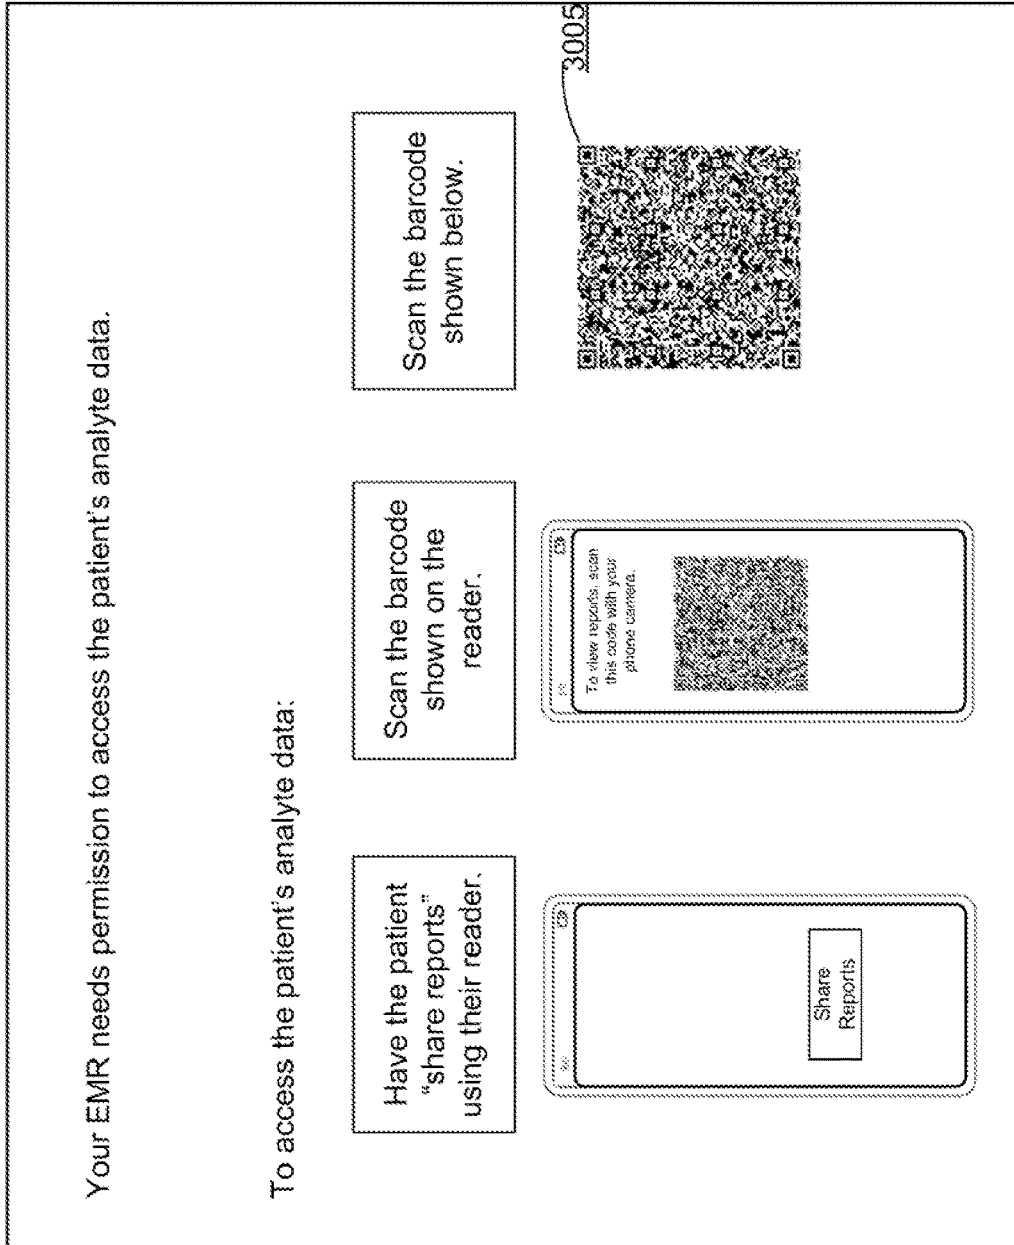 Your EMR needs permission to access the patient's analyte data.
To access the patient's analyte data:
Have the patient
“share reports”
using their reader.
Scan the barcode
shown on the
reader.
Scan the barcode
shown below.
Share
Reports
To view reports, scan
this code with your
phone camera.
3005